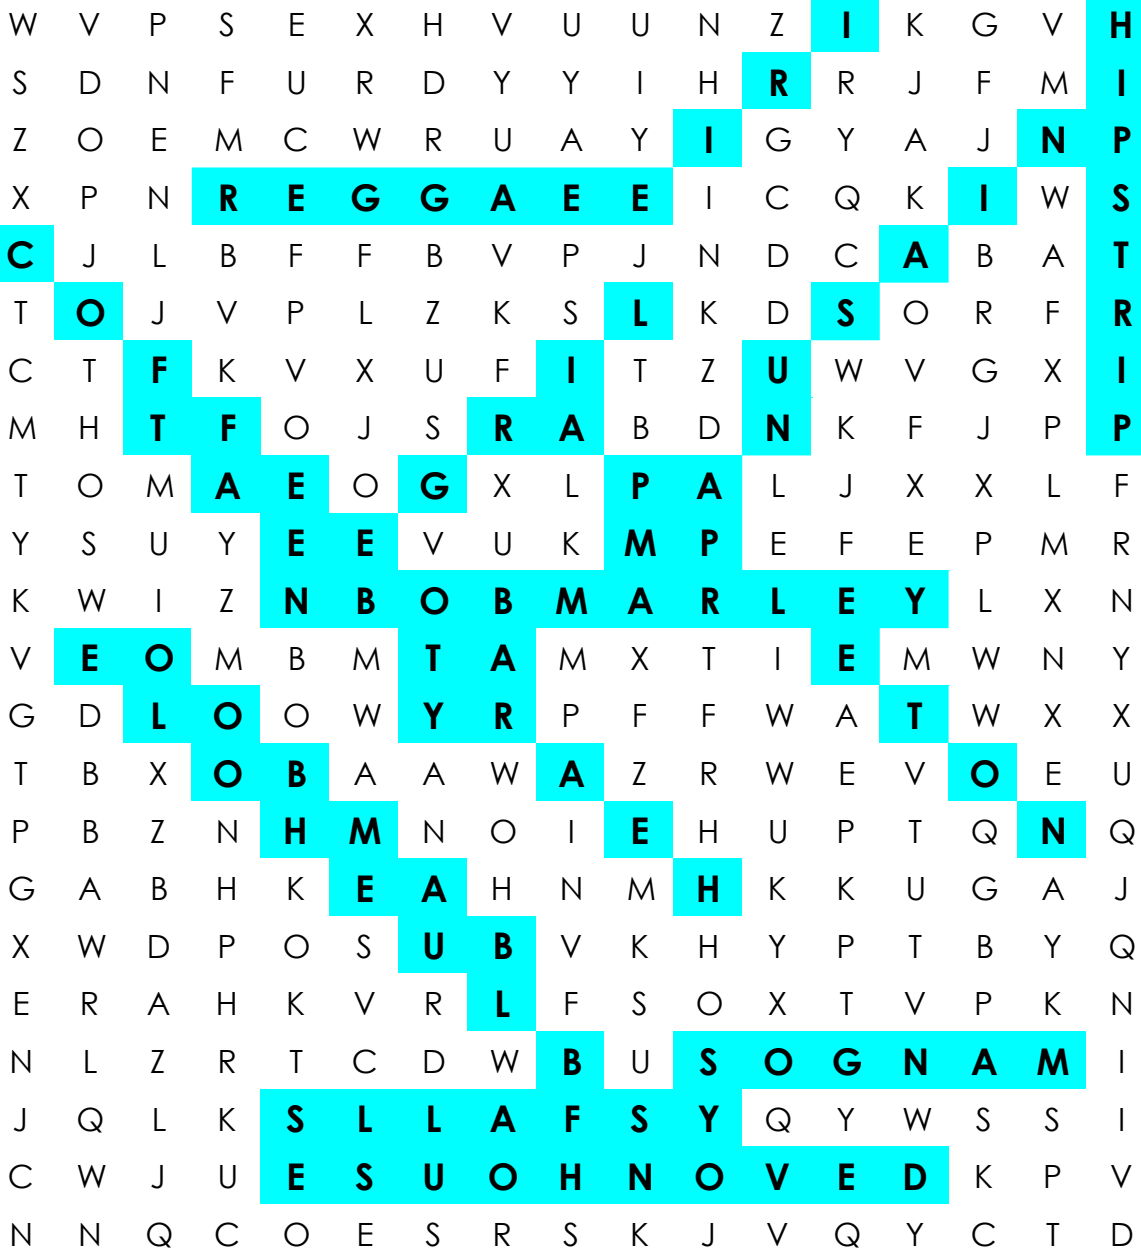 W V P S E X H V U U N Z I K G V H
S D N F U R D Y Y I H R R J F M I
Z O E M C W R U A Y I G Y A J N P
X P N R E G G A E E I C Q K I W S
C J L B F F B V P J N D C A B A T
T O J V P L Z K S L K D S O R F R
C T F K V X U F I T Z U W V G X I
M H T F O J S R A B D N K F J P P
T O M A E O G X L P A L J X X L F
Y S U Y E E V U K M P E F E P M R
K W I Z N B O B M A R L E Y L X N
V E O M B M T A M X T I E M W N Y
G D L O O W Y R P F F W A T W X X
T B X O B A A W A Z R W E V O E U
P B Z N H M N O I E H U P T Q N Q
G A B H K E A H N M H K K U G A J
X W D P O S U B V K H Y P T B Y Q
E R A H K V R L F S O X T V P K N
N L Z R T C D W B U S O G N A M I
J Q L K S L L A F S Y Q Y W S S I
C W J U E S U O H N O V E D K P V
N N Q C O E S R S K J V Q Y C T D